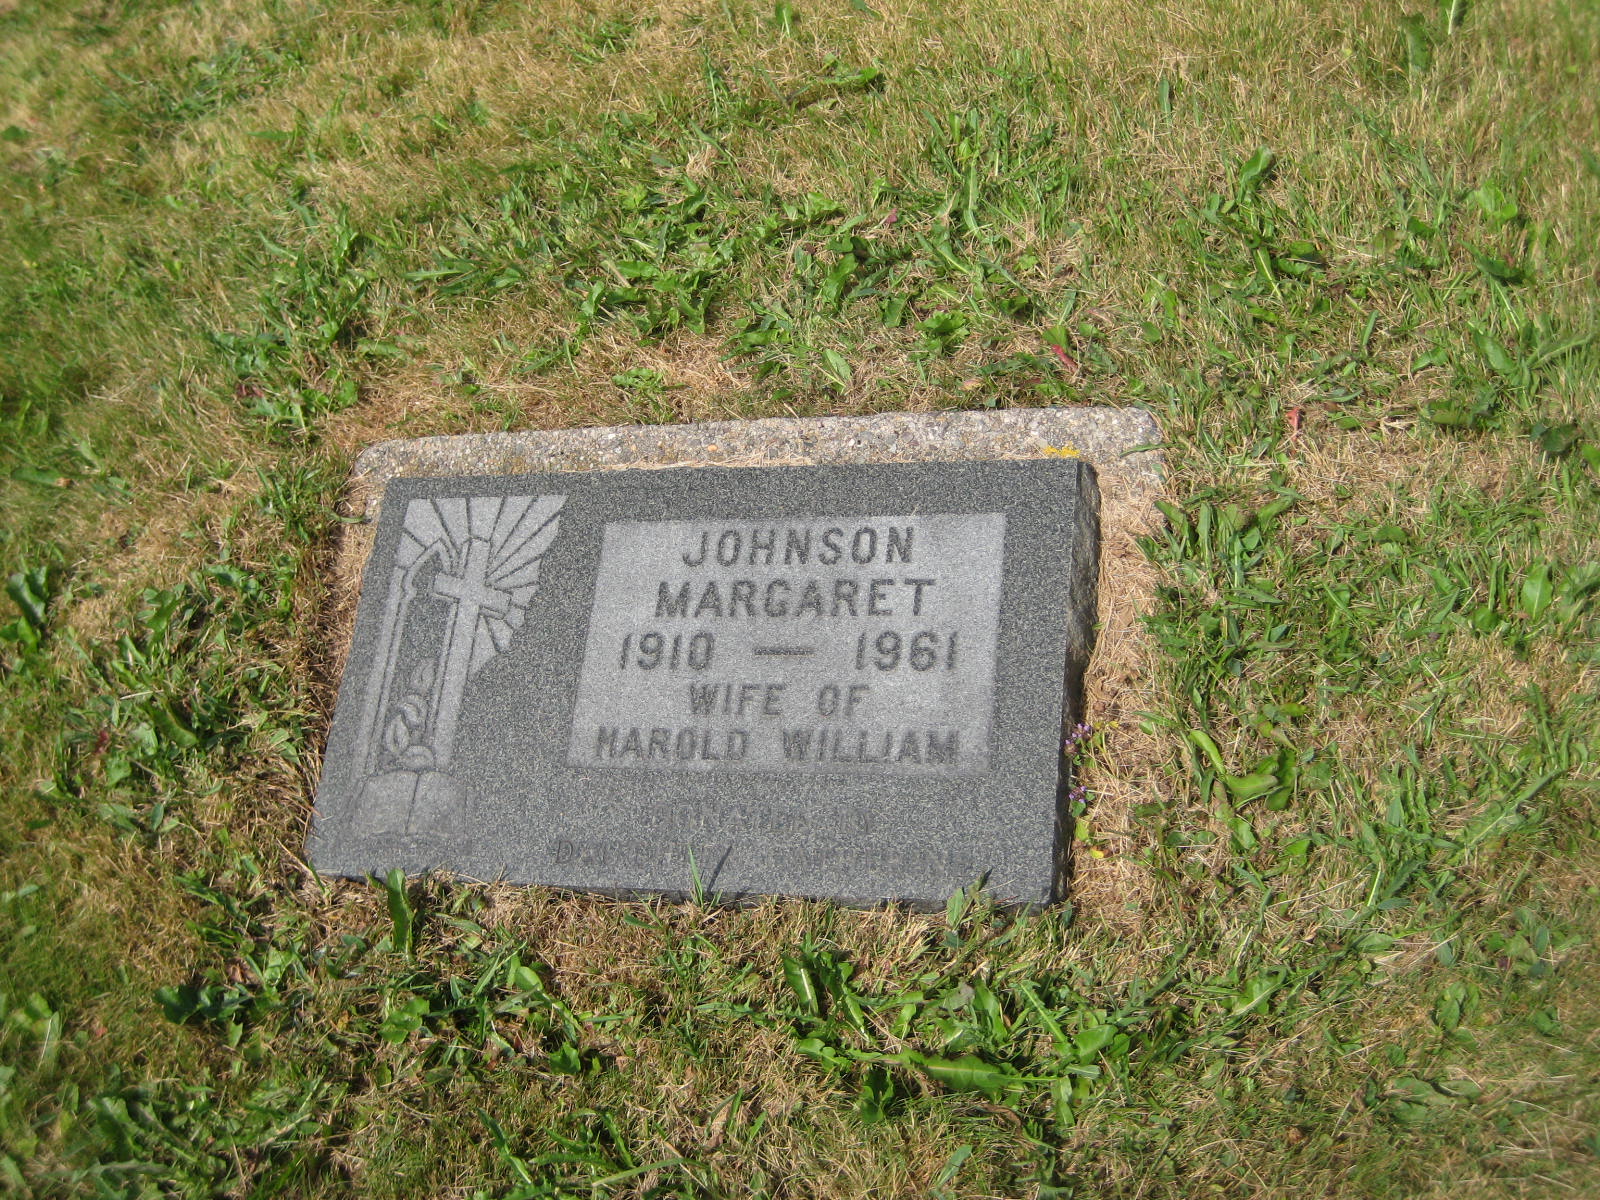 JOHNSON
MARGARET
1910 — 1961
WIFE OF
HAROLD WILLIAM